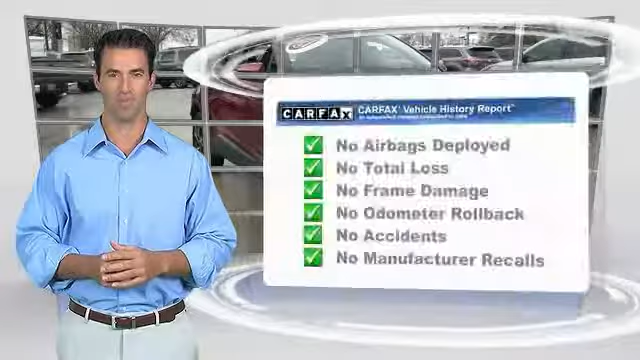 CARFAX CARFAX Vehicle History Report™
No Airbags Deployed
No Total Loss
No Frame Damage
No Odometer Rollback
No Accidents
No Manufacturer Recalls